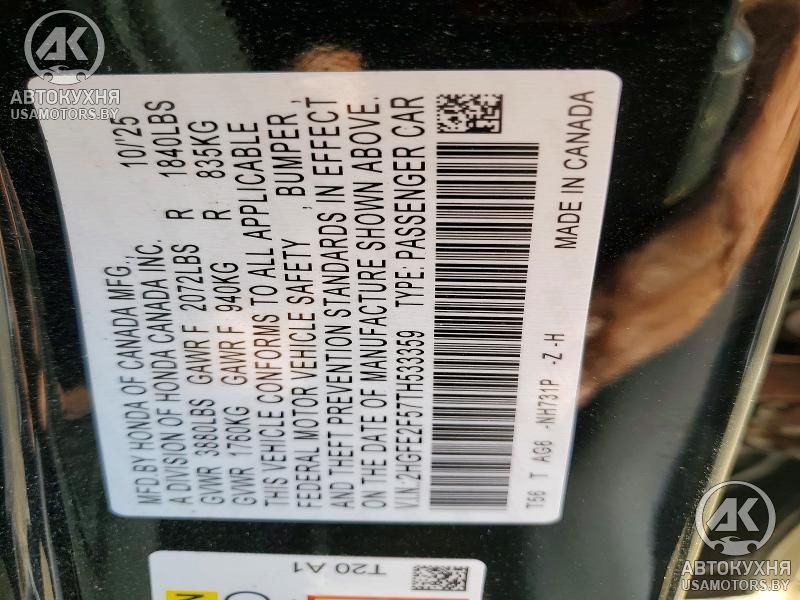 AK
АВТОКУХНЯ
USAMOTORS.BY
MFD.BY HONDA OF CANADA MFG., 10/25
A DIVISION OF HONDA CANADA INC.
GVWR 3880LBS GAWR F 2072LBS R 1840LBS
GVWR 1760KG GAWR F 940KG R 835KG
THIS VEHICLE CONFORMS TO ALL APPLICABLE
FEDERAL MOTOR VEHICLE SAFETY , BUMPER ,
AND THEFT PREVENTION STANDARDS IN EFFECT
ON THE DATE OF MANUFACTURE SHOWN ABOVE.
V.I.N.:2HGFE2F57TH533359 TYPE: PASSENGER CAR
T56 T AG6 -NH731P -Z -H
MADE IN CANADA
T20 A1
AK
АВТОКУХНЯ
USAMOTORS.BY